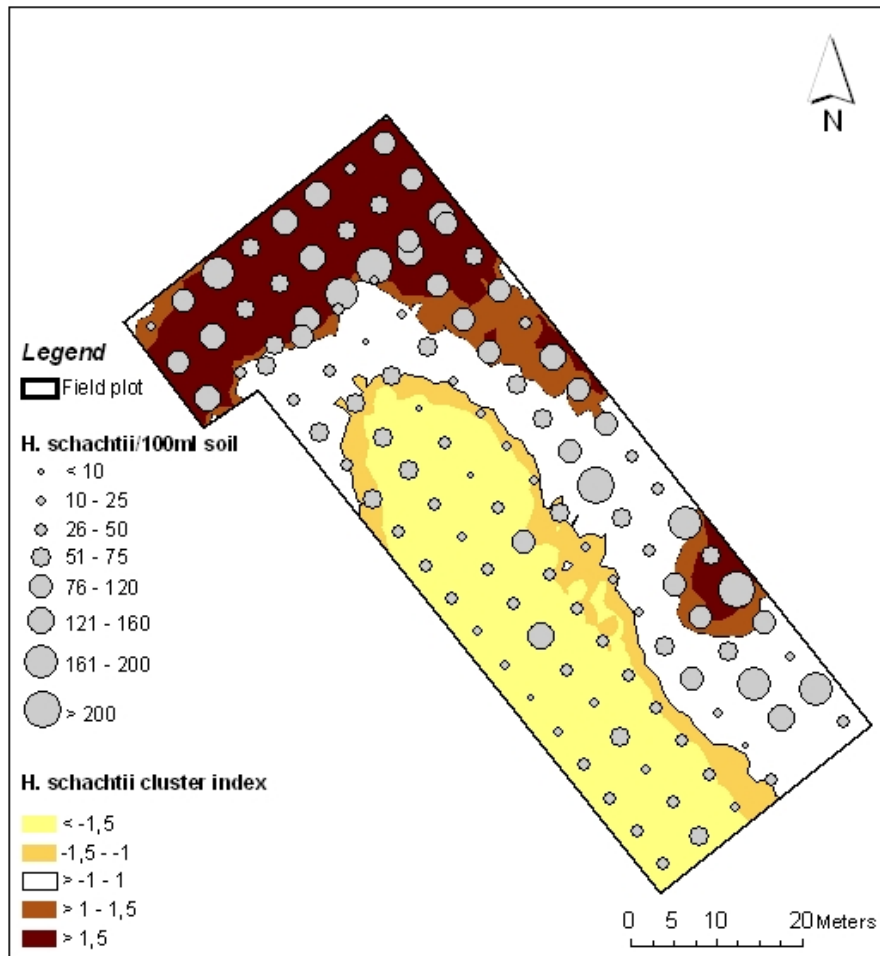 N
Legend
Field plot
H. schachtii/100ml soil
< 10
10 - 25
26 - 50
51 - 75
76 - 120
121 - 160
161 - 200
> 200
H. schachtii cluster index
< -1,5
-1,5 - -1
> -1 - 1
> 1 - 1,5
> 1,5
0 5 10 20 Meters